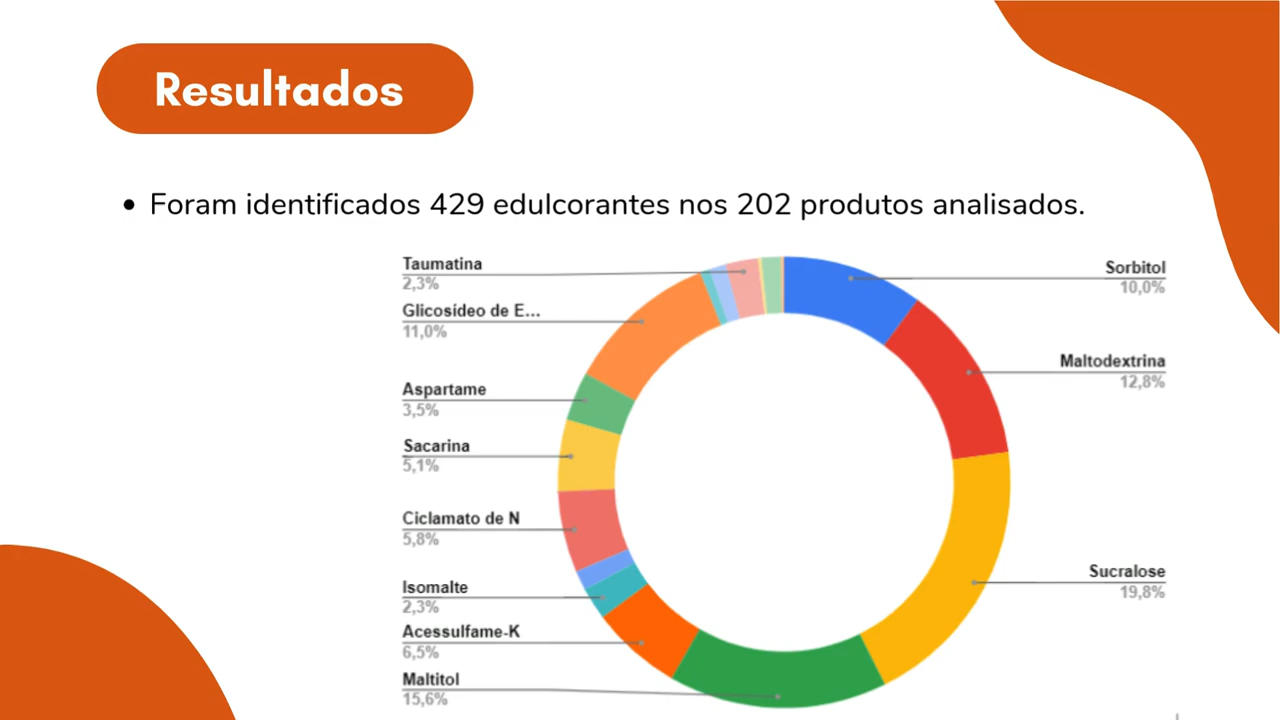 Resultados
• Foram identificados 429 edulcorantes nos 202 produtos analisados.
Taumatina
2,3%
Glicosídeo de E...
11,0%
Aspartame
3,5%
Sacarina
5,1%
Ciclamato de N
5,8%
Isomalte
2,3%
Acessulfame-K
6,5%
Maltitol
15,6%
Sorbitol
10,0%
Maltodextrina
12,8%
Sucralose
19,8%